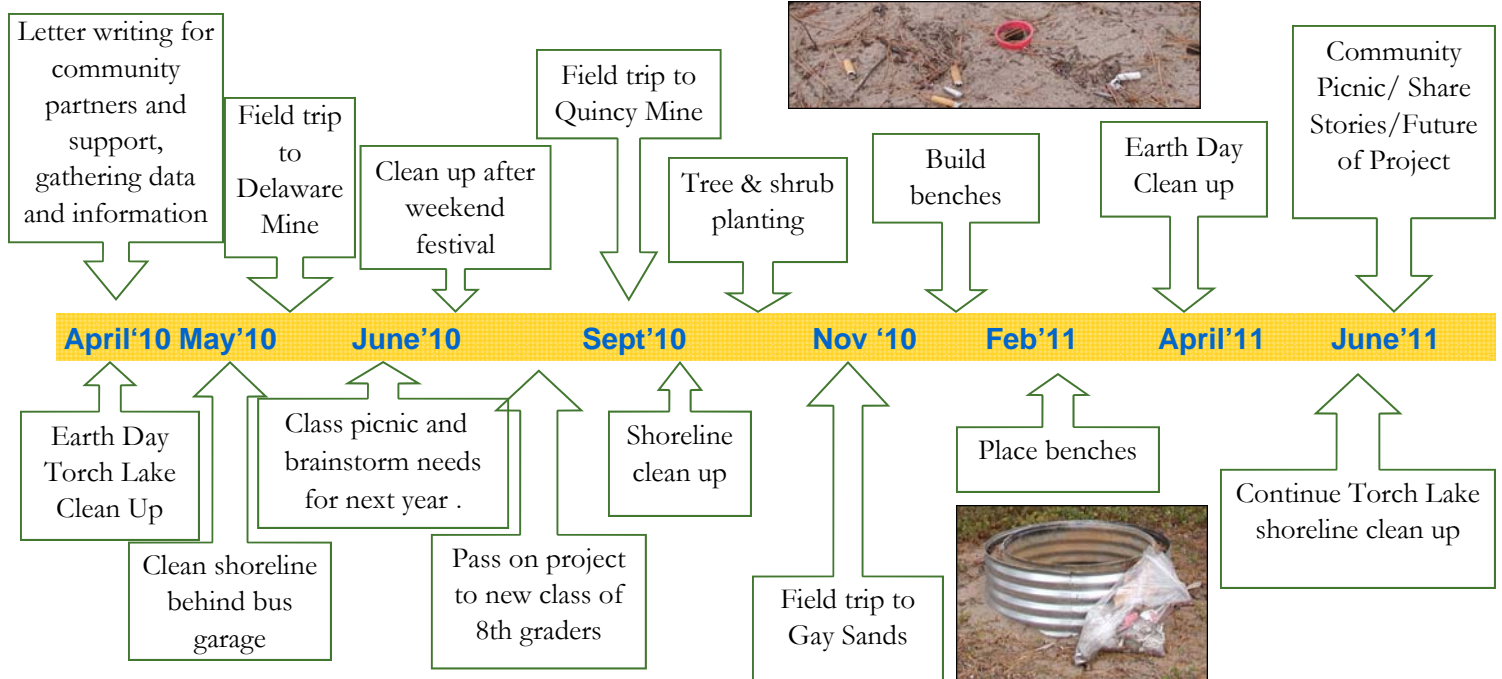 Letter writing for
community
partners and
support,
gathering data
and information
Field trip
to
Delaware
Mine
Clean up after
weekend
festival
Field trip to
Quincy Mine
Tree & shrub
planting
Build
benches
Earth Day
Clean up
Community
Picnic/ Share
Stories/Future
of Project
April‘10 May’10 June’10 Sept’10 Nov ‘10 Feb’11 April’11 June’11
Earth Day
Torch Lake
Clean Up
Clean shoreline
behind bus
garage
Class picnic and
brainstorm needs
for next year .
Pass on project
to new class of
8th graders
Shoreline
clean up
Field trip to
Gay Sands
Place benches
Continue Torch Lake
shoreline clean up